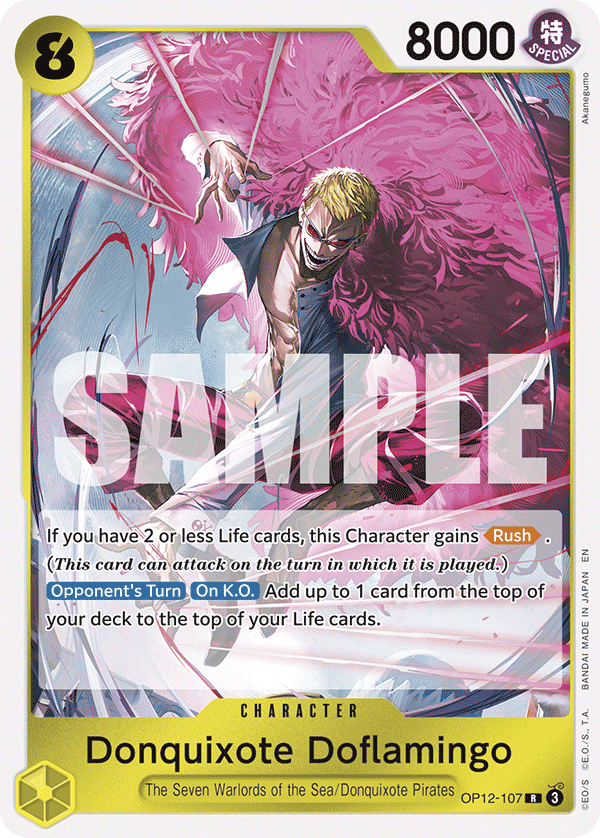 8
8000
特
SPECIAL
Akanegumo
SAMPLE
If you have 2 or less Life cards, this Character gains Rush .
(This card can attack on the turn in which it is played.)
Opponent's Turn On K.O. Add up to 1 card from the top of
your deck to the top of your Life cards.
CHARACTER
Donquixote Doflamingo
The Seven Warlords of the Sea/Donquixote Pirates
OP12-107 R 3
©E.O/S ©E.O./S., T.A. BANDAI MADE IN JAPAN EN